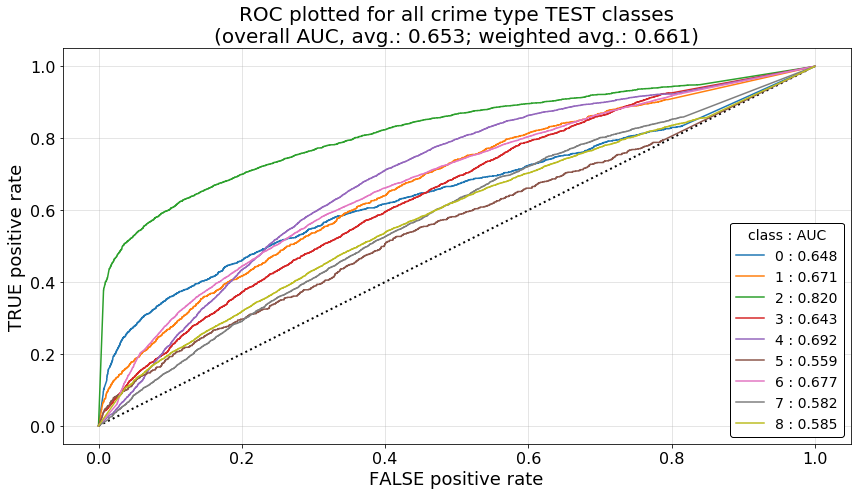 ROC plotted for all crime type TEST classes
(overall AUC, avg.: 0.653; weighted avg.: 0.661)
TRUE positive rate
1.0
0.8
0.6
0.4
0.2
0.0
class : AUC
0 : 0.648
1 : 0.671
2 : 0.820
3 : 0.643
4 : 0.692
5 : 0.559
6 : 0.677
7 : 0.582
8 : 0.585
0.0 0.2 0.4 0.6 0.8 1.0
FALSE positive rate